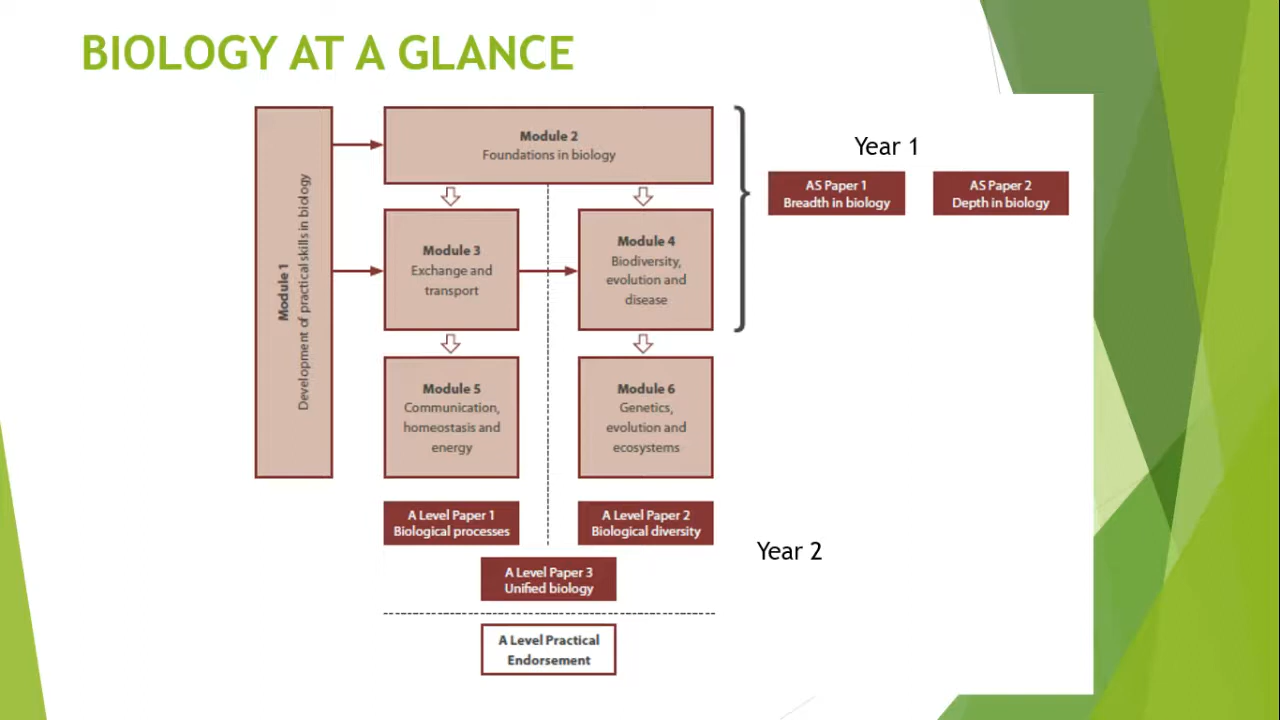 BIOLOGY AT A GLANCE
Module 1
Development of practical skills in biology
Module 2
Foundations in biology
Year 1
AS Paper 1
Breadth in biology
AS Paper 2
Depth in biology
Module 3
Exchange and
transport
Module 4
Biodiversity,
evolution and
disease
Module 5
Communication,
homeostasis and
energy
Module 6
Genetics,
evolution and
ecosystems
A Level Paper 1
Biological processes
A Level Paper 2
Biological diversity
Year 2
A Level Paper 3
Unified biology
A Level Practical
Endorsement